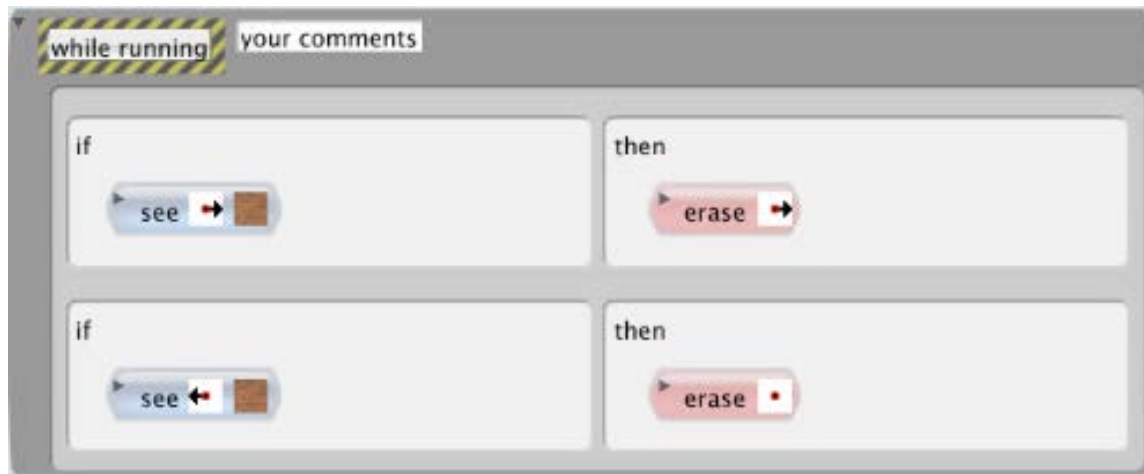 while running your comments
if then
see erase
if then
see erase